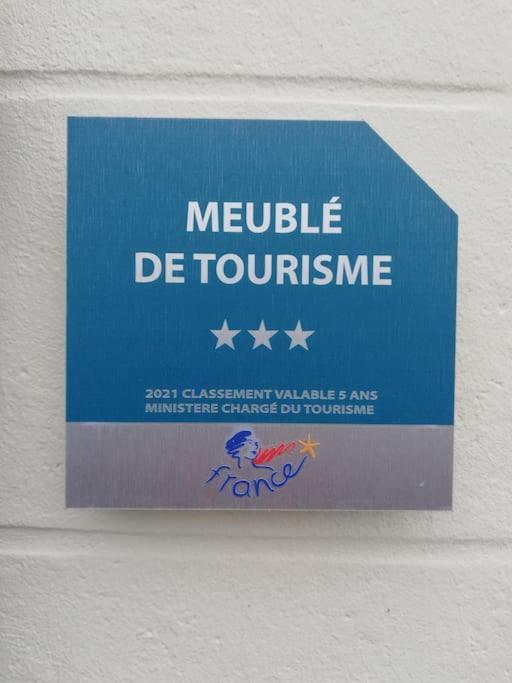 MEUBLÉ
DE TOURISME
2021 CLASSEMENT VALABLE 5 ANS
MINISTERE CHARGÉ DU TOURISME
france